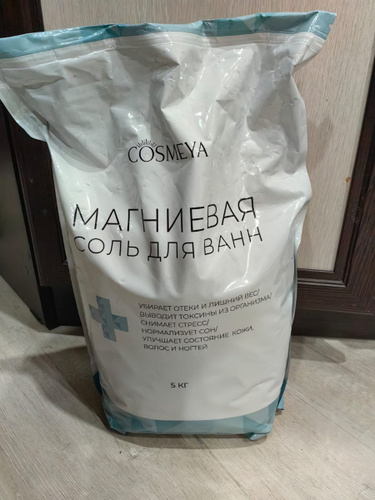 COSMEYA
МАГНИЕВАЯ
СОЛЬ ДЛЯ ВАНН
УБИРАЕТ ОТЕКИ И ЛИШНИЙ ВЕС/
ВЫВОДИТ ТОКСИНЫ ИЗ ОРГАНИЗМА/
СНИМАЕТ СТРЕСС/
НОРМАЛИЗУЕТ СОН/
УЛУЧШАЕТ СОСТОЯНИЕ КОЖИ,
ВОЛОС И НОГТЕЙ
5 КГ